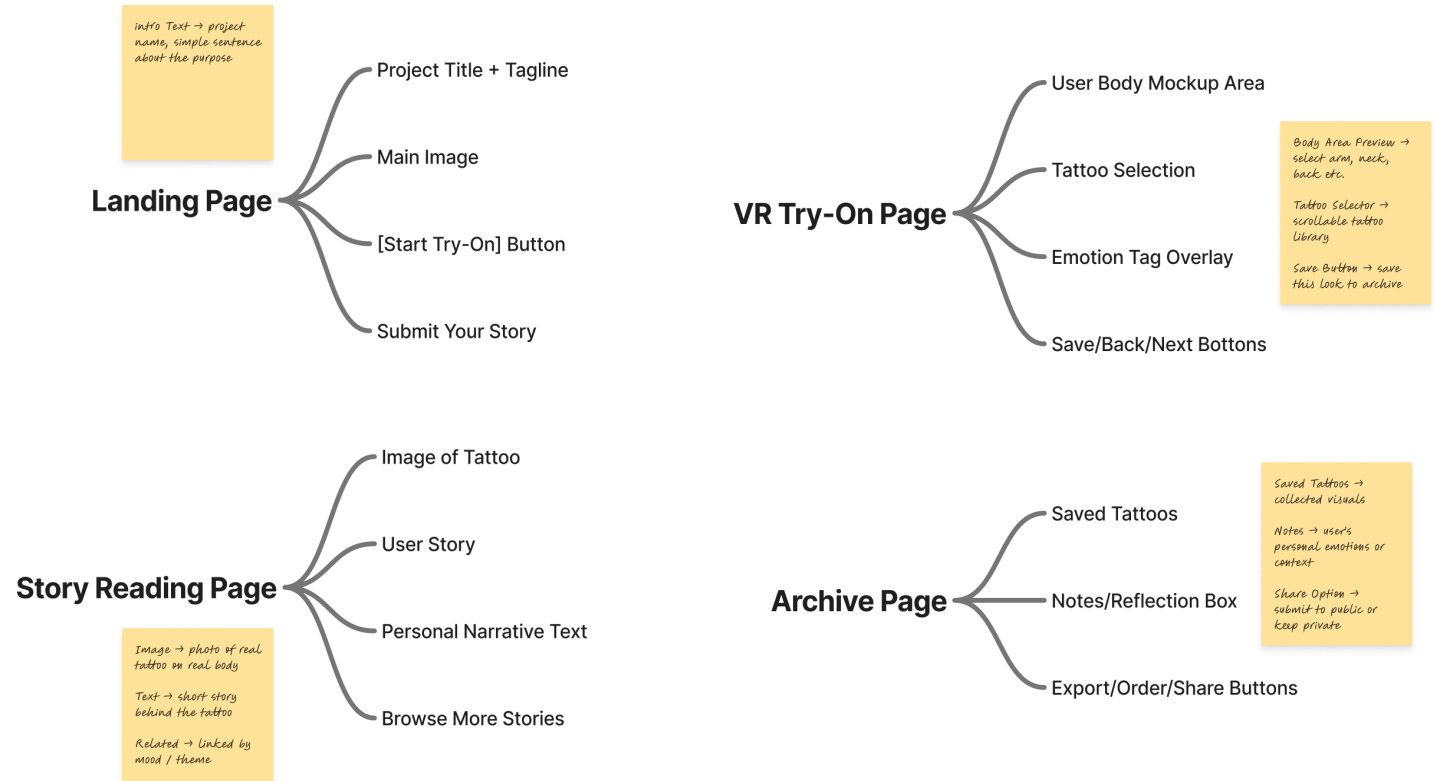 intro Text → project
name, simple sentence
about the purpose
Landing Page
Project Title + Tagline
Main Image
[Start Try-On] Button
Submit Your Story
VR Try-On Page
User Body Mockup Area
Tattoo Selection
Emotion Tag Overlay
Save/Back/Next Bottons
Body Area Preview →
select arm, neck,
back etc.
Tattoo Selector →
scrollable tattoo
library
Save Button → save
this look to archive
Story Reading Page
Image of Tattoo
User Story
Personal Narrative Text
Browse More Stories
Image → photo of real
tattoo on real body
Text → short story
behind the tattoo
Related → linked by
mood / theme
Archive Page
Saved Tattoos
Notes/Reflection Box
Export/Order/Share Buttons
Saved Tattoos →
collected visuals
Notes → user's
personal emotions or
context
Share Option →
submit to public or
keep private